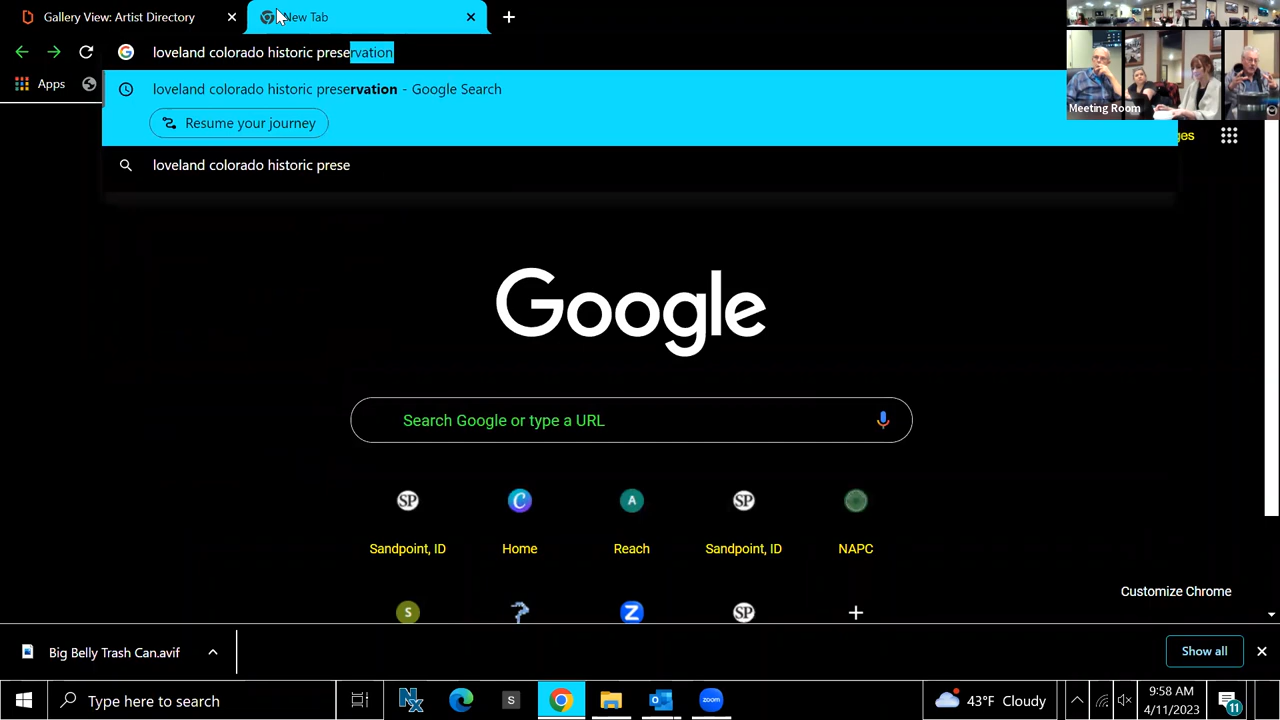 Gallery View: Artist Directory
New Tab
loveland colorado historic preservation
Apps
loveland colorado historic preservation - Google Search
Resume your journey
loveland colorado historic prese
Meeting Room
ges
Google
Search Google or type a URL
SP
C
A
SP
Sandpoint, ID
Home
Reach
Sandpoint, ID
NAPC
S
Z
SP
Customize Chrome
Big Belly Trash Can.avif
Show all
Type here to search
S
zoom
43°F Cloudy
9:58 AM
4/11/2023
11